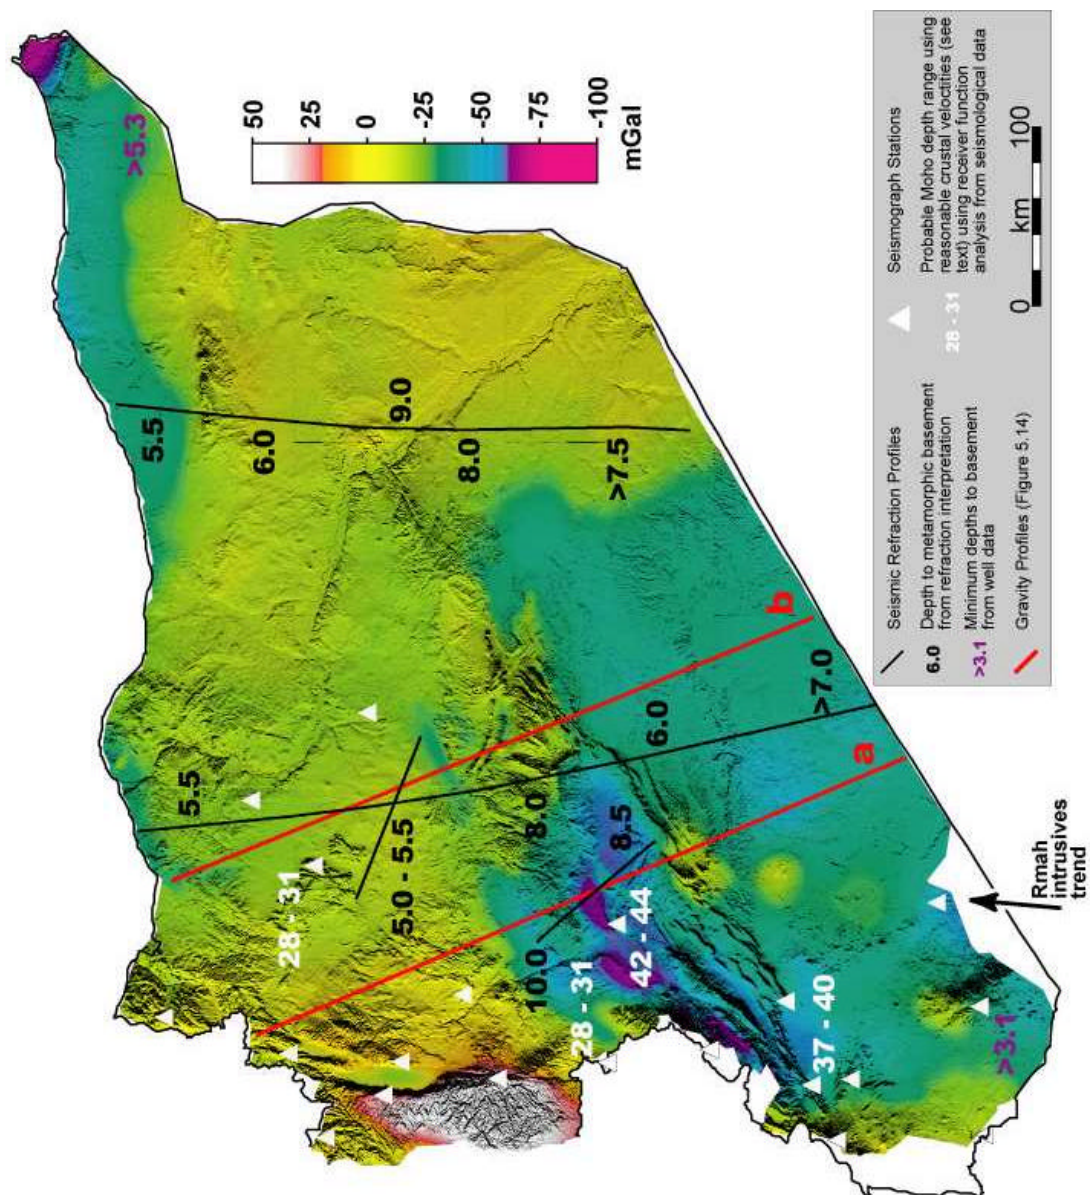 >5.3
50
25
0
-25
-50
-75
-100
mGal
5.5
6.0
9.0
8.0
>7.5
5.5
28 - 31
5.0 - 5.5
8.0
6.0
>7.0
8.5
10.0
28 - 31
42 - 44
37 - 40
>3.1
a
b
Rmah
intrusives
trend
Seismic Refraction Profiles
6.0
Depth to metamorphic basement
from refraction interpretation
>3.1
Minimum depths to basement
from well data
Gravity Profiles (Figure 5.14)
Seismograph Stations
28 - 31
Probable Moho depth range using
reasonable crustal veloctities (see
text) using receiver function
analysis from seismological data
0 km 100